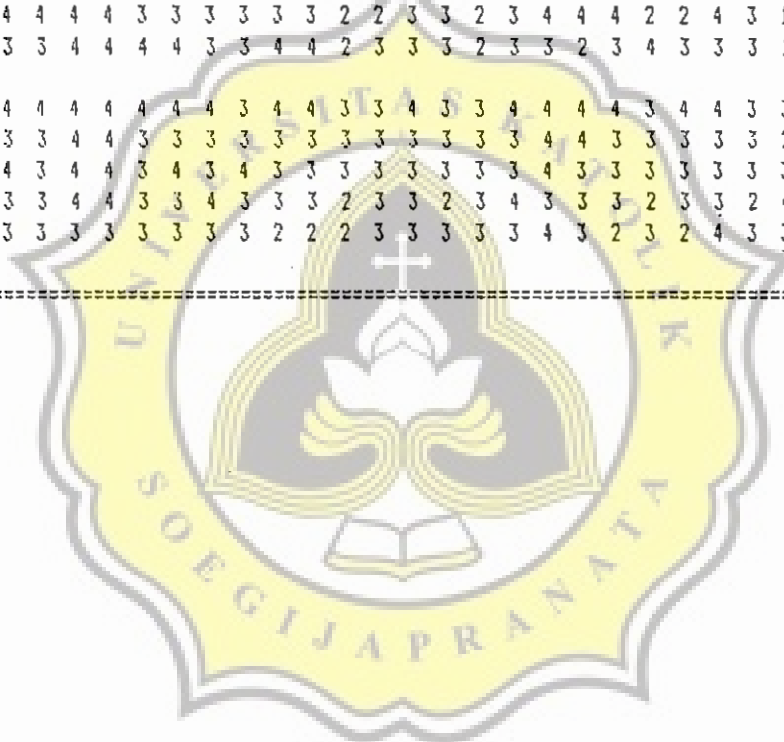 4 4 4 4 3 3 3 3 3 3 2 2 3 3 2 3 4 4 4 2 2 4 3
3 3 4 4 4 4 3 3 4 4 2 3 3 3 2 3 3 2 3 4 3 3 3
4 4 4 4 4 4 4 3 4 4 3 3 4 3 3 4 4 4 4 3 4 4 3
3 3 4 4 3 3 3 3 3 3 3 3 3 3 3 3 4 4 3 3 3 3 3
4 3 4 4 3 4 3 4 3 3 3 3 3 3 3 3 4 3 3 3 3 3 3
3 3 4 4 3 3 4 3 3 3 2 3 3 2 3 4 3 3 3 2 3 3 2
3 3 3 3 3 3 3 3 2 2 2 3 3 3 3 3 4 3 2 3 2 4 3
UNIVERSITAS KATOLIK
SOEGIJAPRANATA